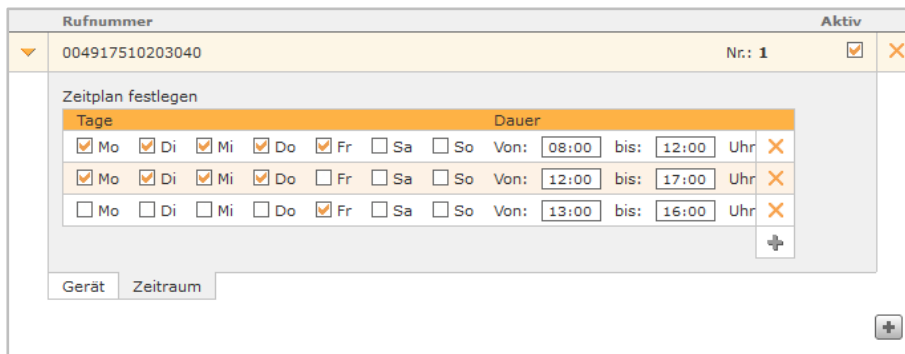 Rufnummer Aktiv
004917510203040 Nr.: 1
Zeitplan festlegen
Tage Dauer
Mo Di Mi Do Fr Sa So Von: 08:00 bis: 12:00 Uhr
Mo Di Mi Do Fr Sa So Von: 12:00 bis: 17:00 Uhr
Mo Di Mi Do Fr Sa So Von: 13:00 bis: 16:00 Uhr
Gerät Zeitraum